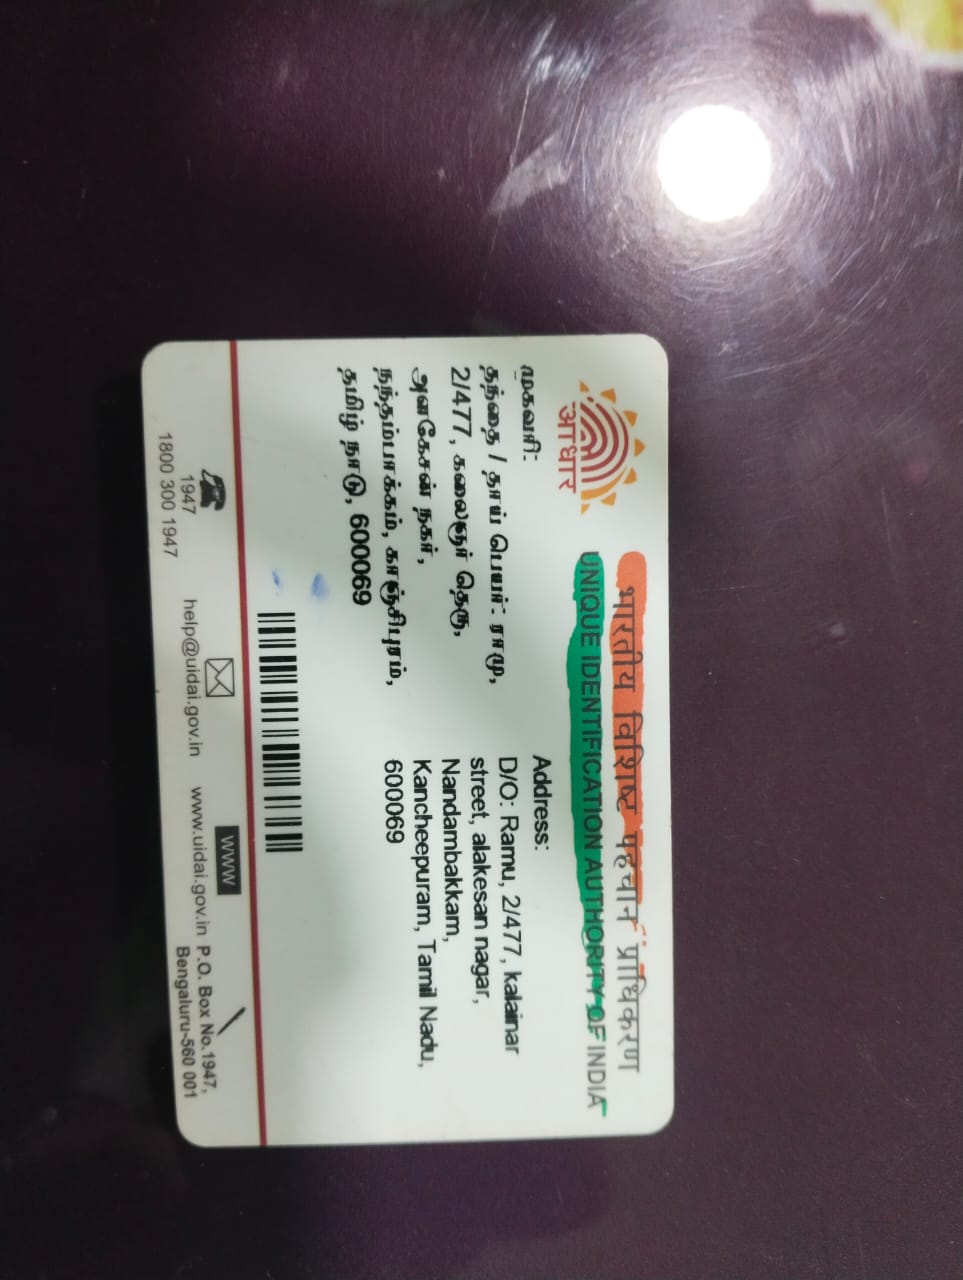 भारतीय विशिष्ट पहचान प्राधिकरण
UNIQUE IDENTIFICATION AUTHORITY OF INDIA
आधार
முகவரி:
தந்தை / தாய் பெயர்: ராமு,
2/477, கலைஞர் தெரு,
அளகேசன் நகர்,
நந்தம்பாக்கம், காஞ்சிபுரம்,
தமிழ் நாடு, 600069
Address:
D/O: Ramu, 2/477, kalainar
street, alakesan nagar,
Nandambakkam,
Kancheepuram, Tamil Nadu,
600069
1947
1800 300 1947
help@uidai.gov.in
WWW
www.uidai.gov.in
P.O. Box No.1947,
Bengaluru-560 001